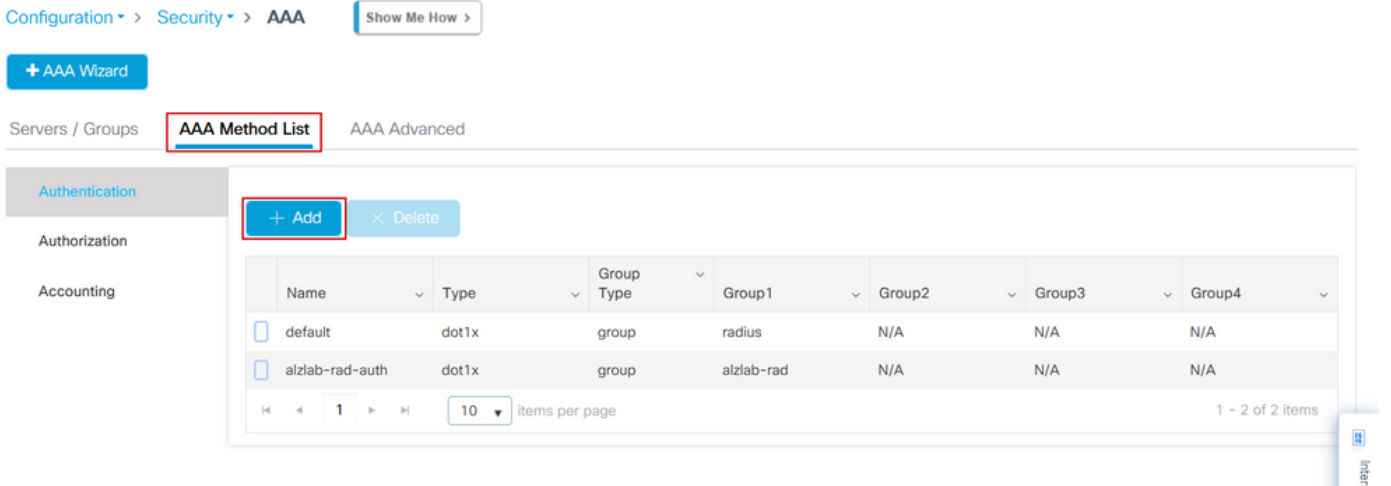 Configuration > Security > AAA Show Me How >
+ AAA Wizard
Servers / Groups AAA Method List AAA Advanced
Authentication
Authorization
Accounting
+ Add × Delete
Name Type Group Type Group1 Group2 Group3 Group4
default dot1x group radius N/A N/A N/A
alzlab-rad-auth dot1x group alzlab-rad N/A N/A N/A
1 10 items per page 1 - 2 of 2 items